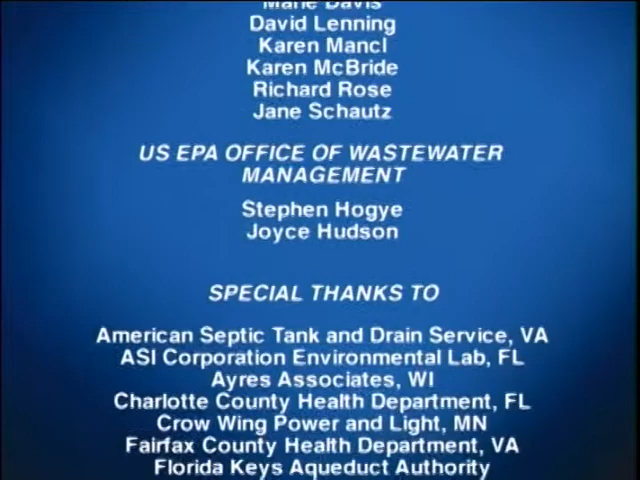 Marie Davis
David Lenning
Karen Mancl
Karen McBride
Richard Rose
Jane Schautz
US EPA OFFICE OF WASTEWATER
MANAGEMENT
Stephen Hogye
Joyce Hudson
SPECIAL THANKS TO
American Septic Tank and Drain Service, VA
ASI Corporation Environmental Lab, FL
Ayres Associates, WI
Charlotte County Health Department, FL
Crow Wing Power and Light, MN
Fairfax County Health Department, VA
Florida Keys Aqueduct Authority